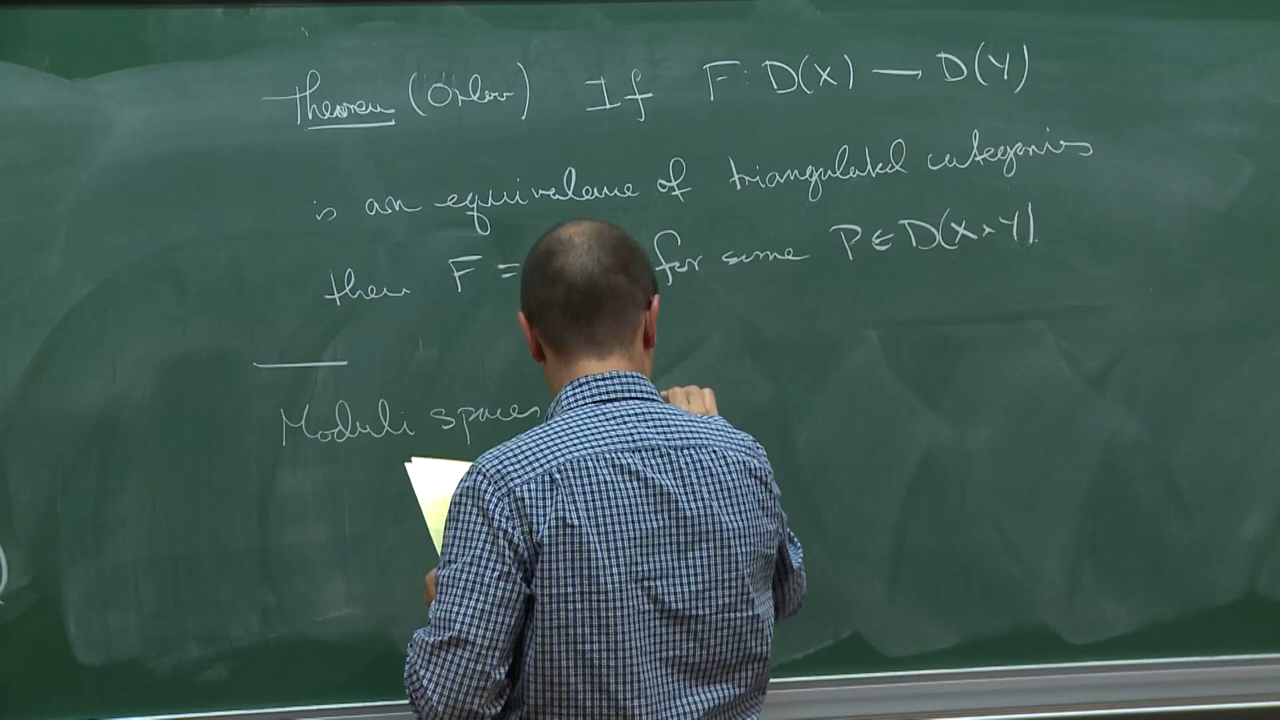 Theorem (Orlov) If F: D(X) — D(Y)
is an equivalence of triangulated categories
then F = for some P ∈ D(X×Y).
Moduli spaces